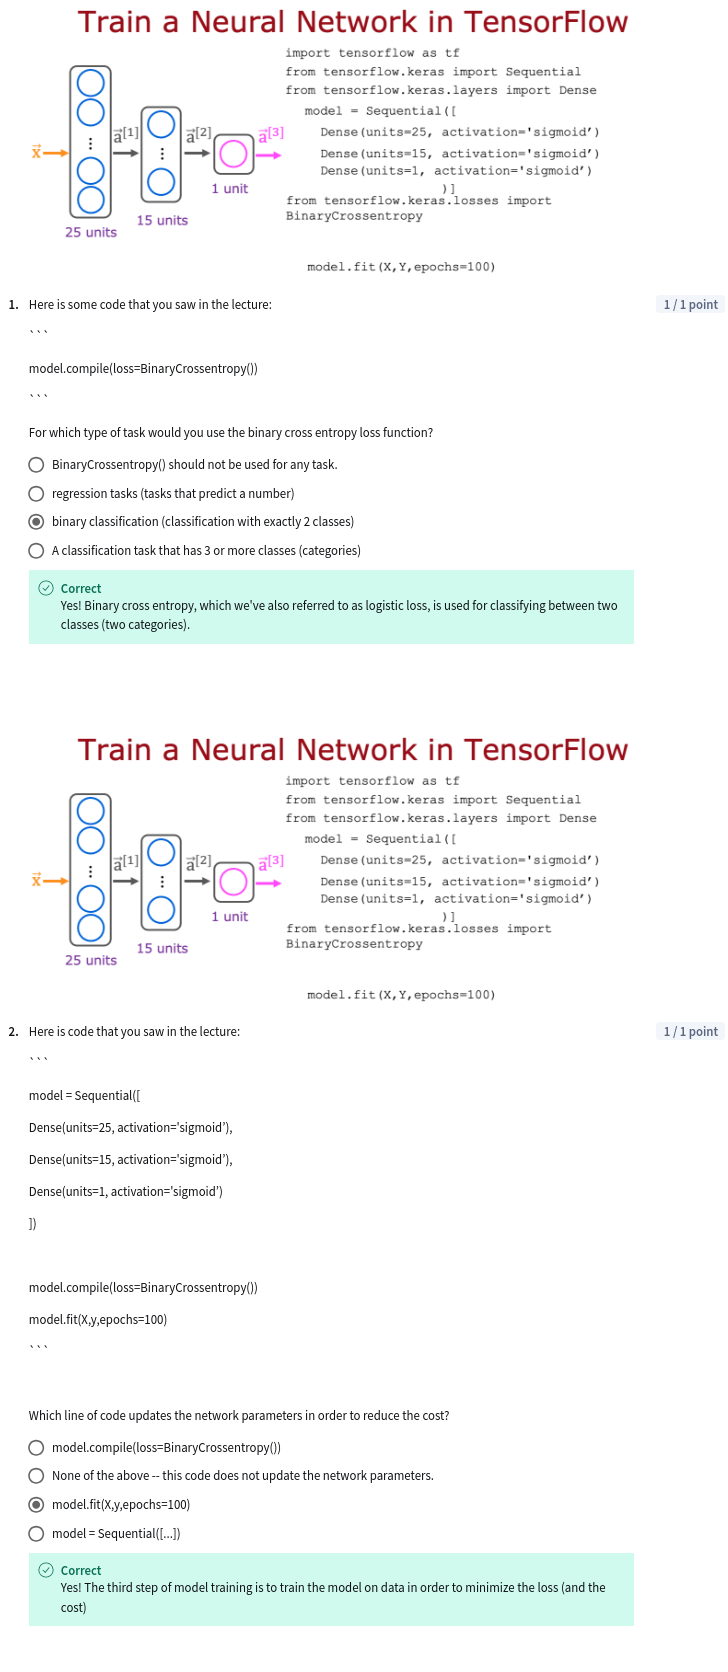 Train a Neural Network in TensorFlow
import tensorflow as tf
from tensorflow.keras import Sequential
from tensorflow.keras.layers import Dense
model = Sequential([
Dense(units=25, activation='sigmoid')
Dense(units=15, activation='sigmoid')
Dense(units=1, activation='sigmoid')
)]
from tensorflow.keras.losses import
BinaryCrossentropy
model.fit(X,Y,epochs=100)
x⃗
a⃗[1]
a⃗[2]
a⃗[3]
1 unit
15 units
25 units
1. Here is some code that you saw in the lecture:
1 / 1 point
```
model.compile(loss=BinaryCrossentropy())
```
For which type of task would you use the binary cross entropy loss function?
BinaryCrossentropy() should not be used for any task.
regression tasks (tasks that predict a number)
binary classification (classification with exactly 2 classes)
A classification task that has 3 or more classes (categories)
Correct
Yes! Binary cross entropy, which we've also referred to as logistic loss, is used for classifying between two
classes (two categories).
Train a Neural Network in TensorFlow
import tensorflow as tf
from tensorflow.keras import Sequential
from tensorflow.keras.layers import Dense
model = Sequential([
Dense(units=25, activation='sigmoid')
Dense(units=15, activation='sigmoid')
Dense(units=1, activation='sigmoid')
)]
from tensorflow.keras.losses import
BinaryCrossentropy
model.fit(X,Y,epochs=100)
x⃗
a⃗[1]
a⃗[2]
a⃗[3]
1 unit
15 units
25 units
2. Here is code that you saw in the lecture:
1 / 1 point
```
model = Sequential([
Dense(units=25, activation='sigmoid'),
Dense(units=15, activation='sigmoid'),
Dense(units=1, activation='sigmoid')
])
model.compile(loss=BinaryCrossentropy())
model.fit(X,y,epochs=100)
```
Which line of code updates the network parameters in order to reduce the cost?
model.compile(loss=BinaryCrossentropy())
None of the above -- this code does not update the network parameters.
model.fit(X,y,epochs=100)
model = Sequential([...])
Correct
Yes! The third step of model training is to train the model on data in order to minimize the loss (and the
cost)